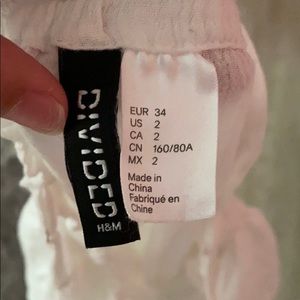 DIVIDED
H&M
EUR 34
US 2
CA 2
CN 160/80A
MX 2
Made in
China
Fabriqué en
Chine